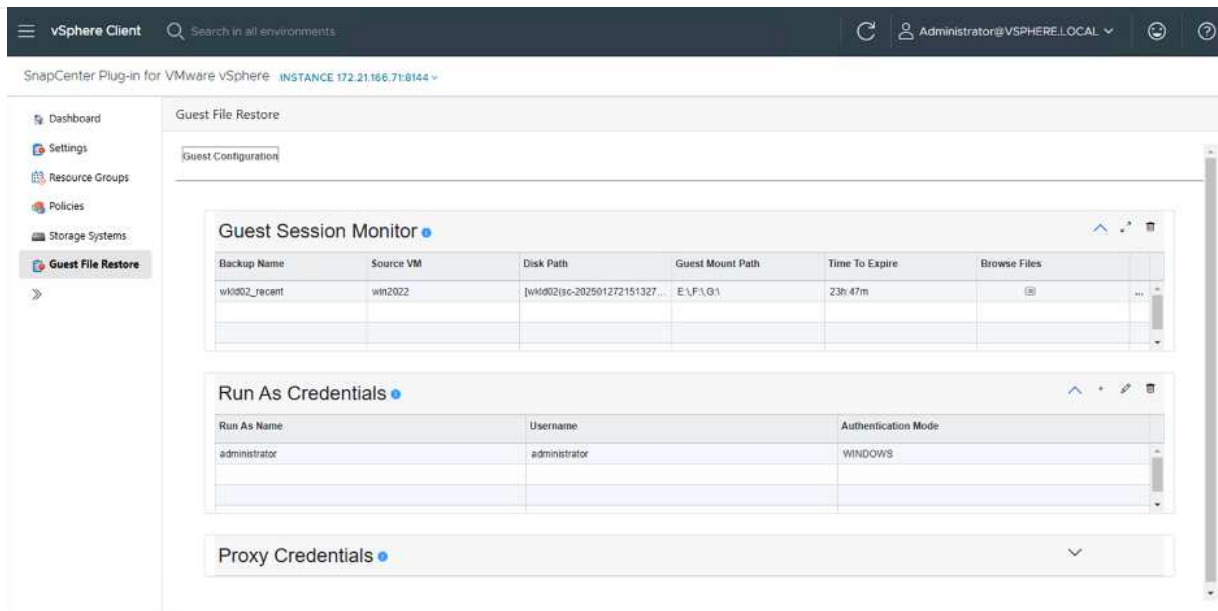 vSphere Client
Search in all environments
Administrator@VSPHERE.LOCAL
SnapCenter Plug-in for VMware vSphere INSTANCE 172.21.166.71:8144
Dashboard
Settings
Resource Groups
Policies
Storage Systems
Guest File Restore
Guest File Restore
Guest Configuration
Guest Session Monitor
Backup Name Source VM Disk Path Guest Mount Path Time To Expire Browse Files
wkld02_recent win2022 [wkld02(sc-202501272151327... E:\,F:\,G:\ 23h 47m ...
Run As Credentials
Run As Name Username Authentication Mode
administrator administrator WINDOWS
Proxy Credentials